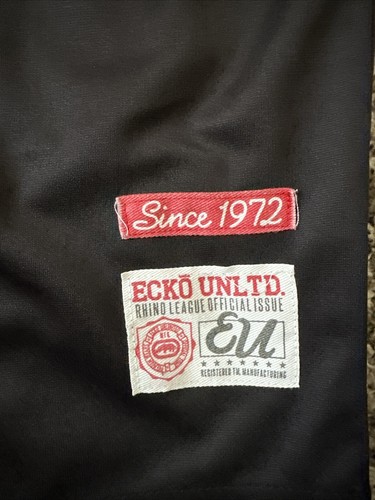 Since 1972
ECKŌ UNLTD.
RHINO LEAGUE OFFICIAL ISSUE
EU
REGISTERED TM. MANUFACTURING